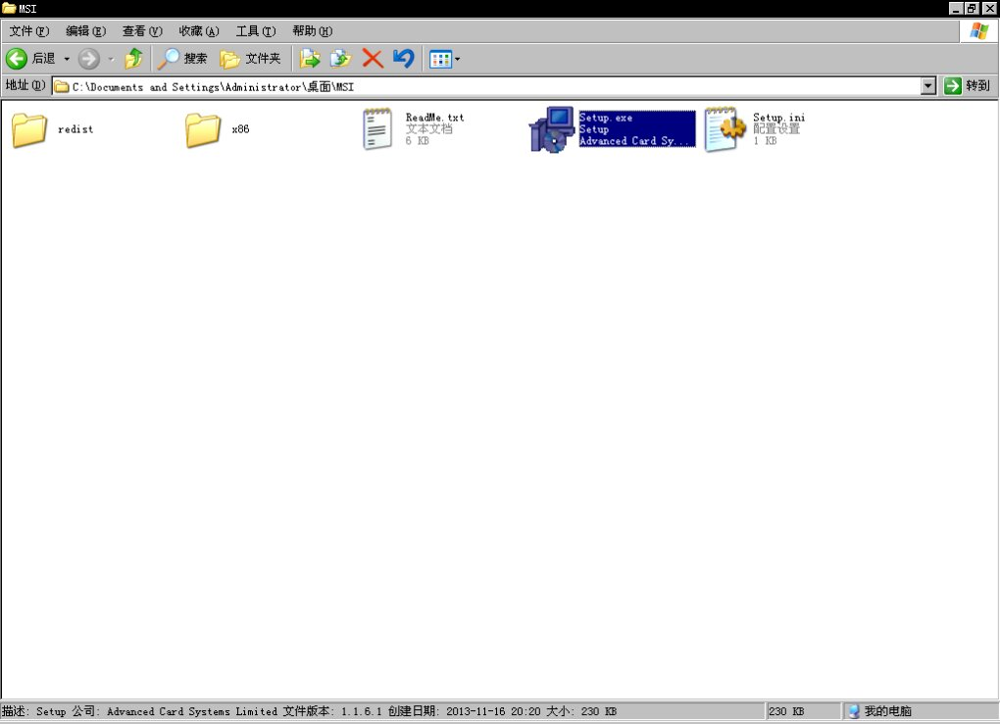 MSI
文件(F) 编辑(E) 查看(V) 收藏(A) 工具(T) 帮助(H)
后退 搜索 文件夹
地址(D) C:\Documents and Settings\Administrator\桌面\MSI 转到
redist
x86
ReadMe.txt
文本文档
6 KB
Setup.exe
Setup
Advanced Card Sy...
Setup.ini
配置设置
1 KB
描述: Setup 公司: Advanced Card Systems Limited 文件版本: 1.1.6.1 创建日期: 2013-11-16 20:20 大小: 230 KB 230 KB 我的电脑